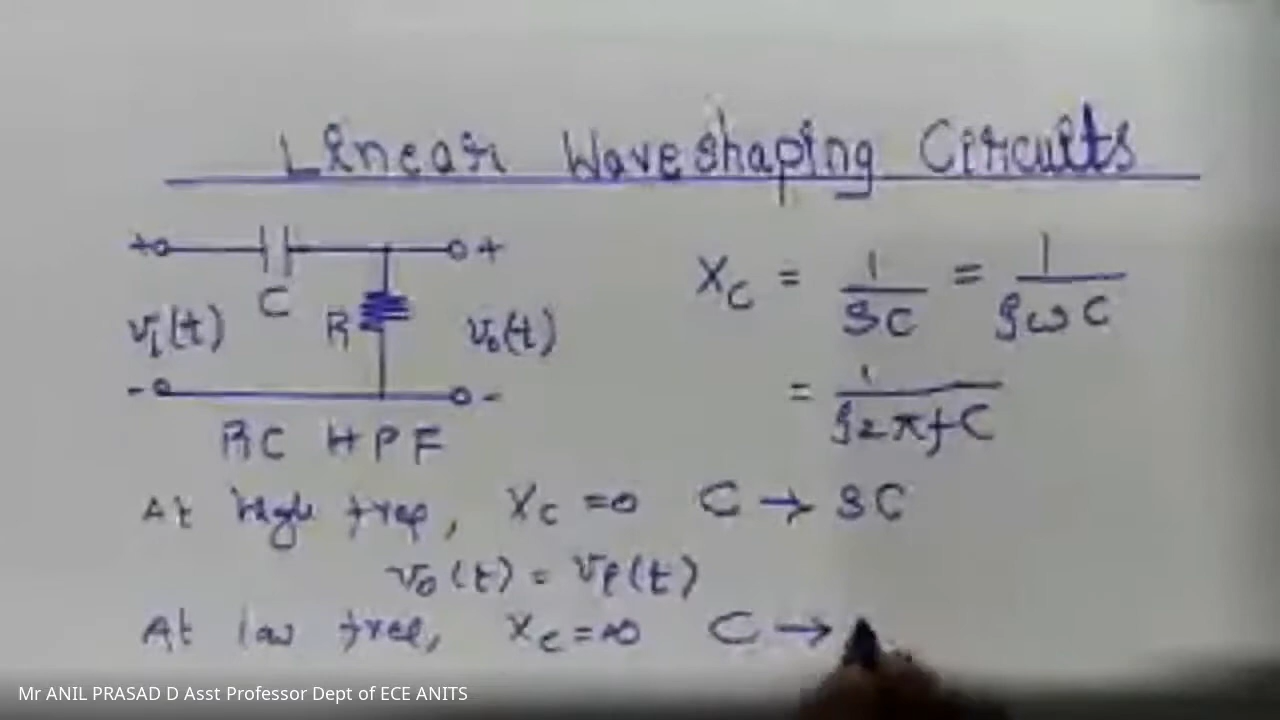 Linear Waveshaping Circuits
+ +
C
R
vi(t) vo(t)
- -
RC HPF
XC = 1/SC = 1/jωC
= 1/j2πfC
At high freq, XC = 0 C → SC
vo(t) = vi(t)
At low freq, XC = ∞ C →
Mr ANIL PRASAD D Asst Professor Dept of ECE ANITS